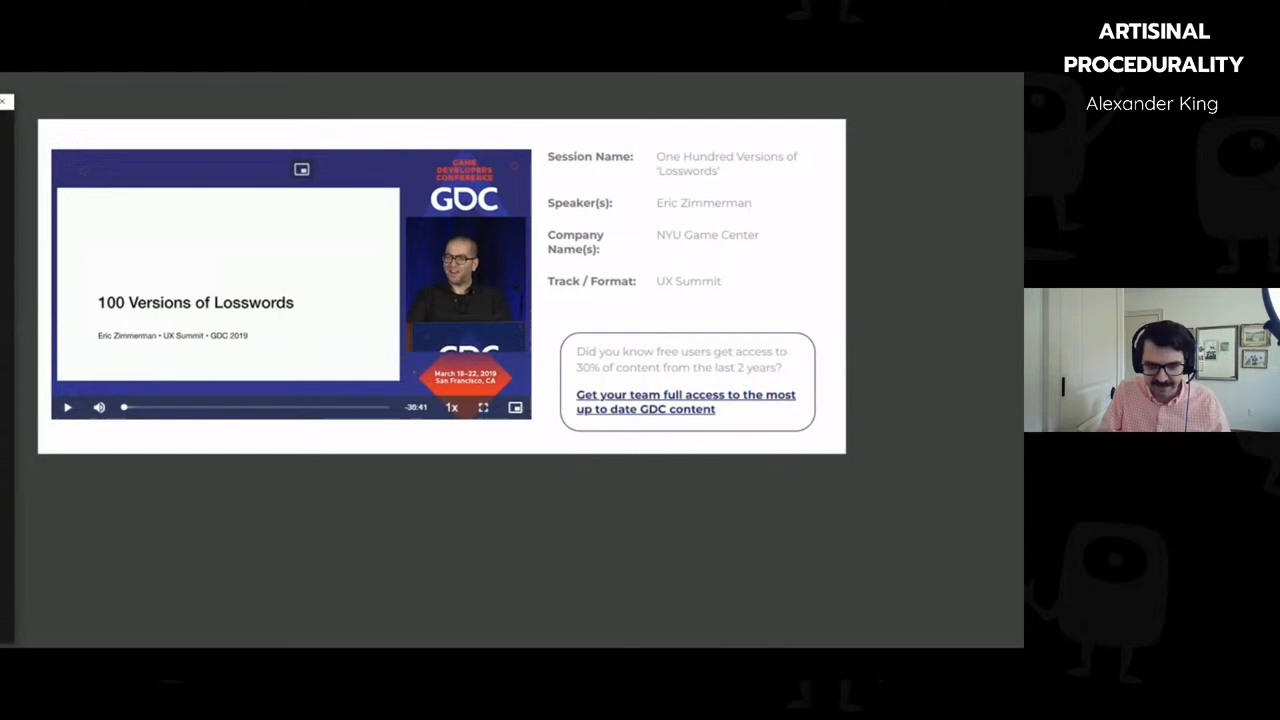 ARTISINAL
PROCEDURALITY
Alexander King
GAME
DEVELOPERS
CONFERENCE
GDC
100 Versions of Losswords
Eric Zimmerman • UX Summit • GDC 2019
GDC
March 18-22, 2019
San Francisco, CA
-36:41
1x
Session Name:
One Hundred Versions of
'Losswords'
Speaker(s):
Eric Zimmerman
Company
Name(s):
NYU Game Center
Track / Format:
UX Summit
Did you know free users get access to
30% of content from the last 2 years?
Get your team full access to the most
up to date GDC content